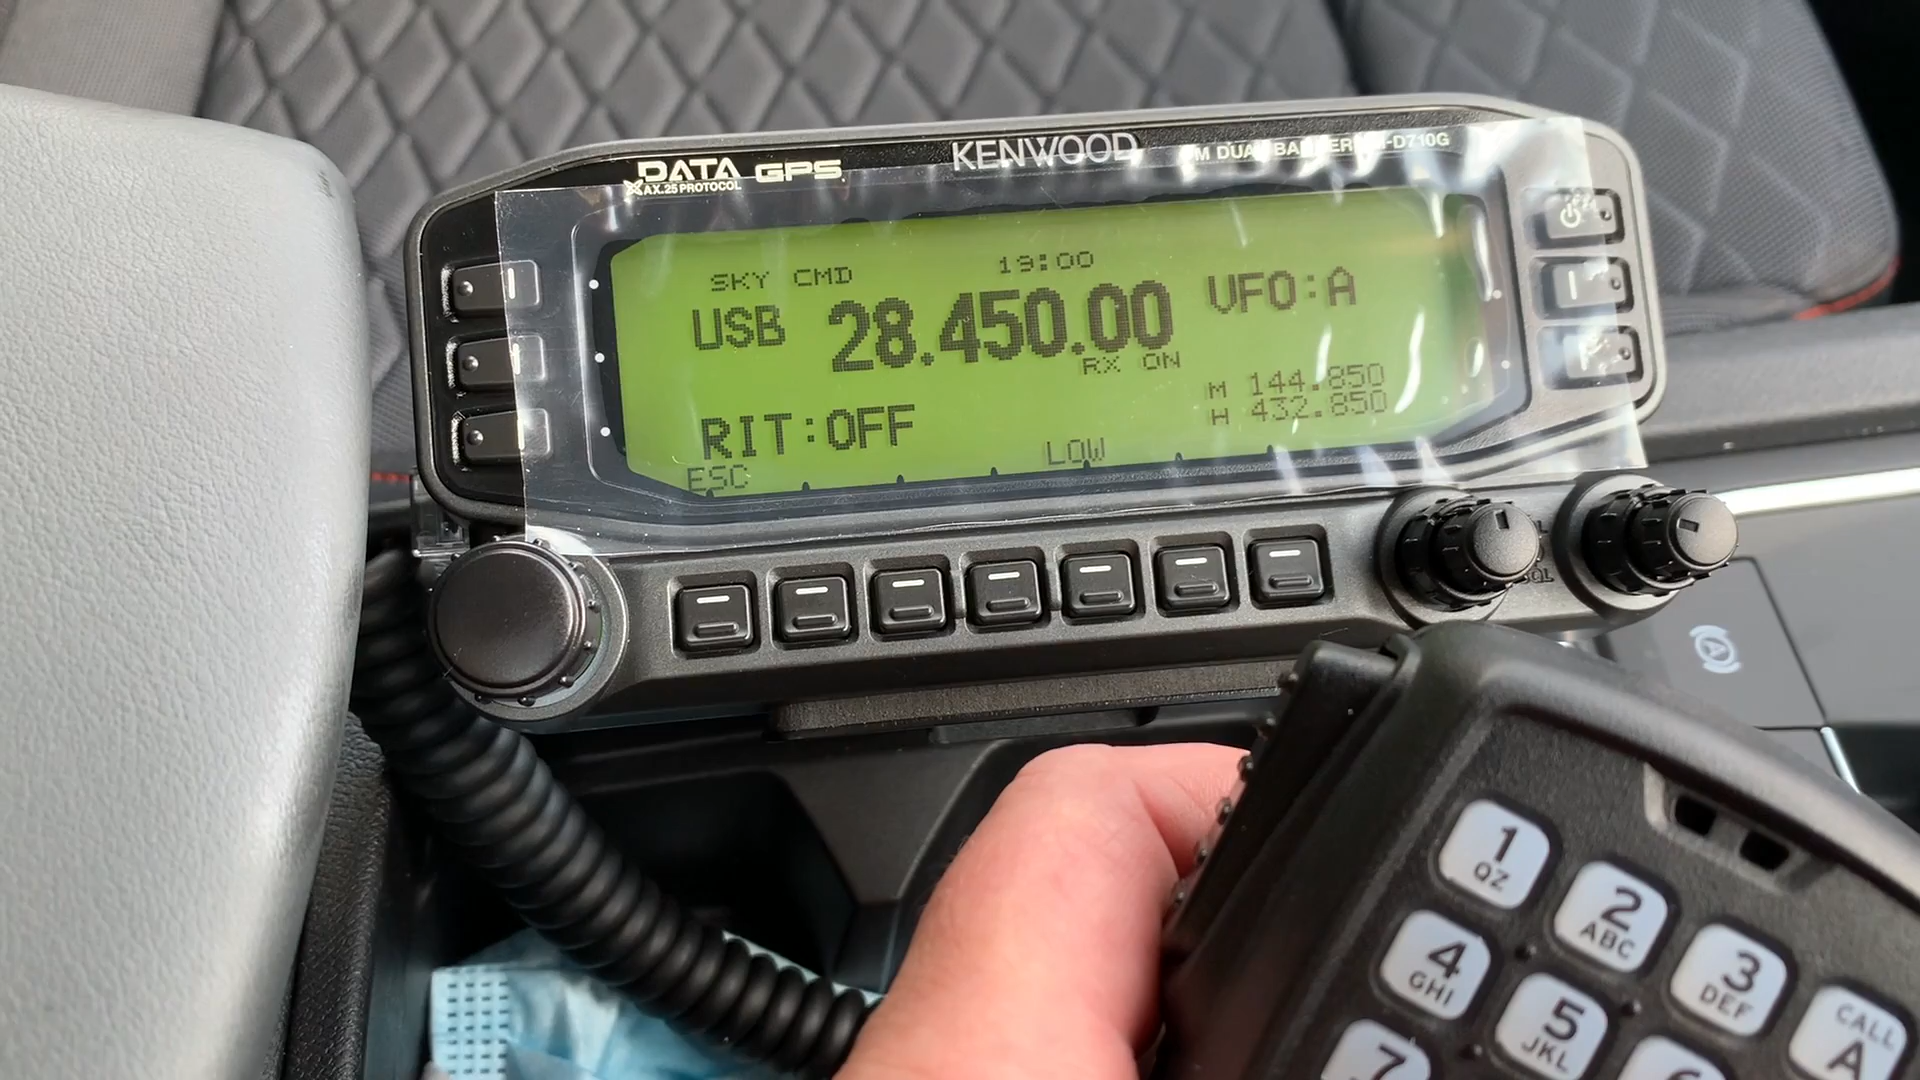 DATA GPS
AX.25 PROTOCOL
KENWOOD
FM DUAL BANDER TM-D710G
SKY CMD
19:00
USB
28.450.00
VFO:A
RX ON
M 144.850
H 432.850
RIT:OFF
LOW
ESC
1
QZ
2
ABC
3
DEF
CALL
A
4
GHI
5
JKL
7